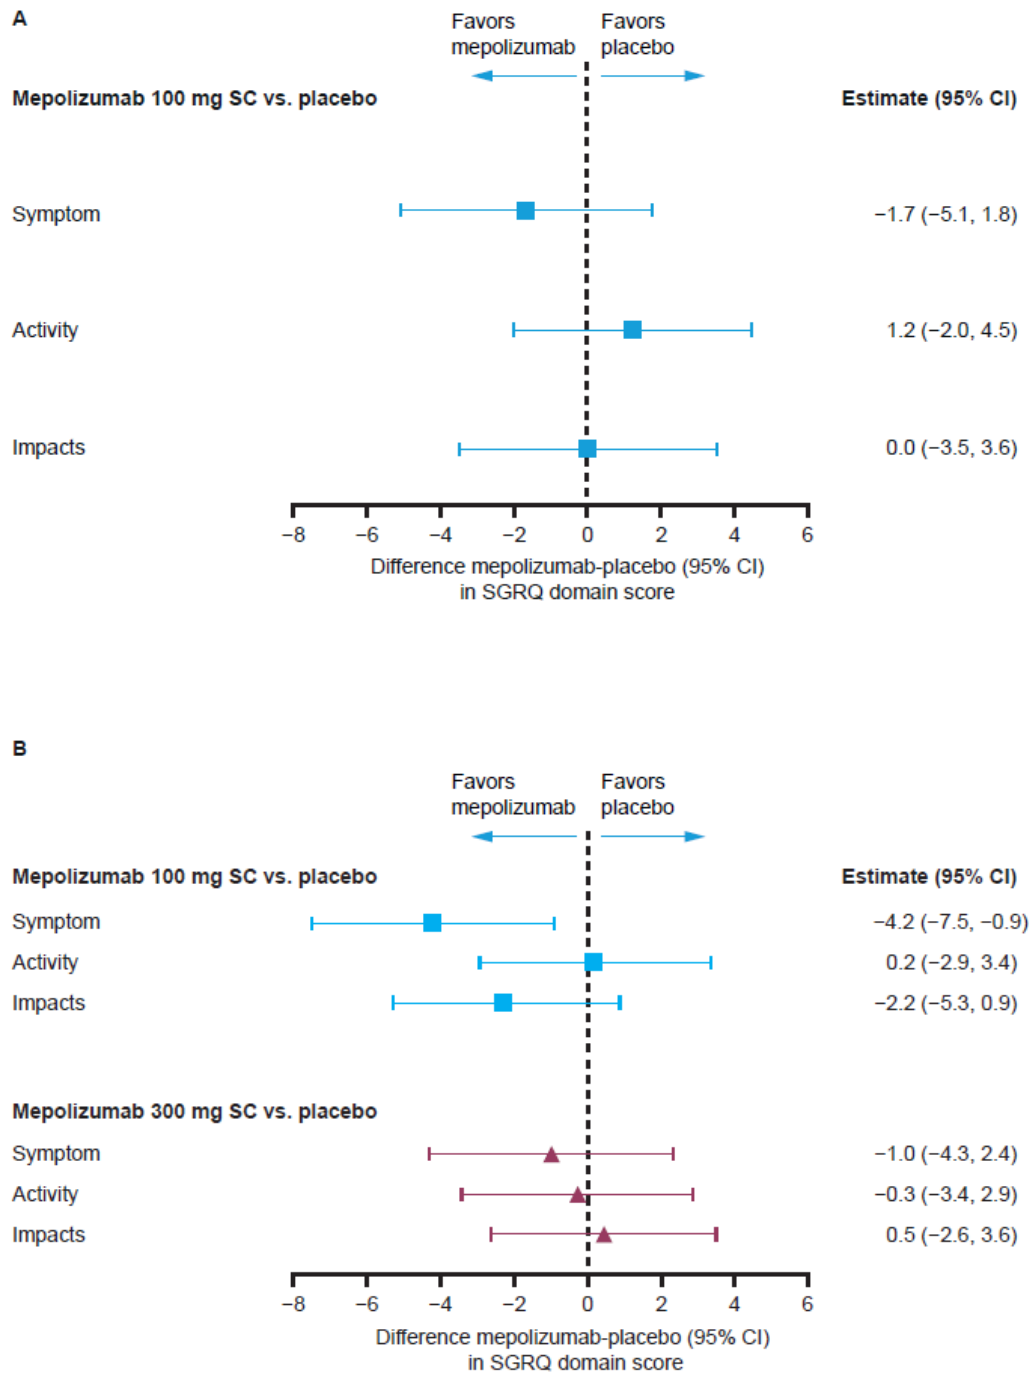 A
Favors Favors
mepolizumab placebo
Mepolizumab 100 mg SC vs. placebo Estimate (95% CI)
Symptom −1.7 (−5.1, 1.8)
Activity 1.2 (−2.0, 4.5)
Impacts 0.0 (−3.5, 3.6)
−8 −6 −4 −2 0 2 4 6
Difference mepolizumab-placebo (95% CI)
in SGRQ domain score
B
Favors Favors
mepolizumab placebo
Mepolizumab 100 mg SC vs. placebo Estimate (95% CI)
Symptom −4.2 (−7.5, −0.9)
Activity 0.2 (−2.9, 3.4)
Impacts −2.2 (−5.3, 0.9)
Mepolizumab 300 mg SC vs. placebo
Symptom −1.0 (−4.3, 2.4)
Activity −0.3 (−3.4, 2.9)
Impacts 0.5 (−2.6, 3.6)
−8 −6 −4 −2 0 2 4 6
Difference mepolizumab-placebo (95% CI)
in SGRQ domain score